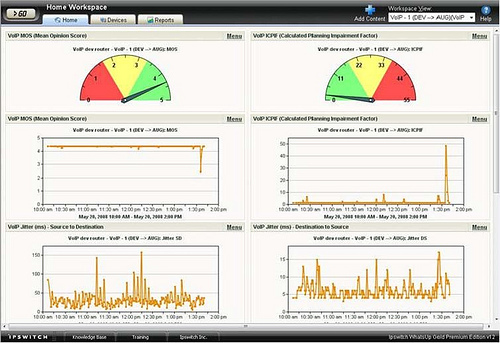 GO
Home Workspace
Home
Devices
Reports
Add Content
Workspace View:
VoIP - 1 (DEV --> AUG)(VoIP
Help
VoIP MOS (Mean Opinion Score)
Menu
VoIP dev router - VoIP - 1 (DEV --> AUG): MOS
0 1 2 3 4 5
VoIP ICPIF (Calculated Planning Impairment Factor)
Menu
VoIP dev router - VoIP - 1 (DEV --> AUG): ICPIF
0 11 22 33 44 55
VoIP MOS (Mean Opinion Score)
Menu
VoIP dev router - VoIP - 1 (DEV --> AUG): MOS
5
4
3
2
1
0
10:00 am 10:30 am 11:00 am 11:30 am 12:00 pm 12:30 pm 1:00 pm 1:30 pm 2:00 pm
May 20, 2008 10:00 AM - May 20, 2008 2:00 PM
VoIP ICPIF (Calculated Planning Impairment Factor)
Menu
VoIP dev router - VoIP - 1 (DEV --> AUG): ICPIF
50
40
30
20
10
0
10:00 am 10:30 am 11:00 am 11:30 am 12:00 pm 12:30 pm 1:00 pm 1:30 pm 2:00 pm
May 20, 2008 10:00 AM - May 20, 2008 2:00 PM
VoIP Jitter (ms) - Source to Destination
Menu
VoIP dev router - VoIP - 1 (DEV --> AUG): Jitter SD
150
100
50
0
10:00 am 10:30 am 11:00 am 11:30 am 12:00 pm 12:30 pm 1:00 pm 1:30 pm 2:00 pm
VoIP Jitter (ms) - Destination to Source
Menu
VoIP dev router - VoIP - 1 (DEV --> AUG): Jitter DS
15
10
5
0
10:00 am 10:30 am 11:00 am 11:30 am 12:00 pm 12:30 pm 1:00 pm 1:30 pm 2:00 pm
IPSWITCH
Knowledge Base
Training
Ipswitch Inc.
Ipswitch WhatsUp Gold Premium Edition v12